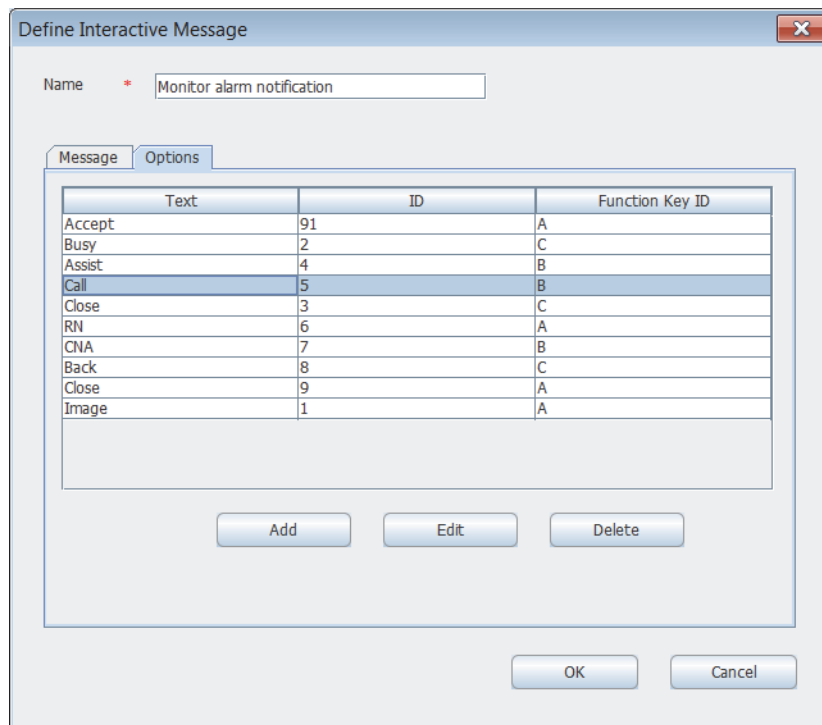 Define Interactive Message
Name * Monitor alarm notification
Message Options
Text ID Function Key ID
Accept 91 A
Busy 2 C
Assist 4 B
Call 5 B
Close 3 C
RN 6 A
CNA 7 B
Back 8 C
Close 9 A
Image 1 A
Add Edit Delete
OK Cancel